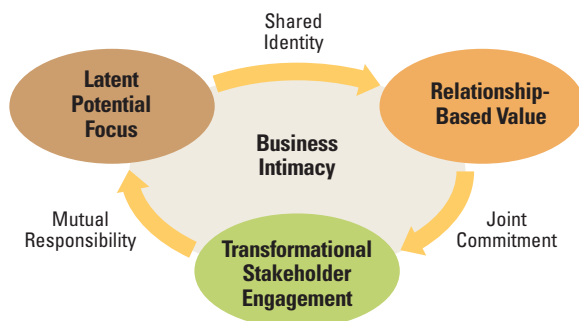 Shared
Identity
Latent
Potential
Focus
Relationship-
Based Value
Business
Intimacy
Mutual
Responsibility
Joint
Commitment
Transformational
Stakeholder
Engagement